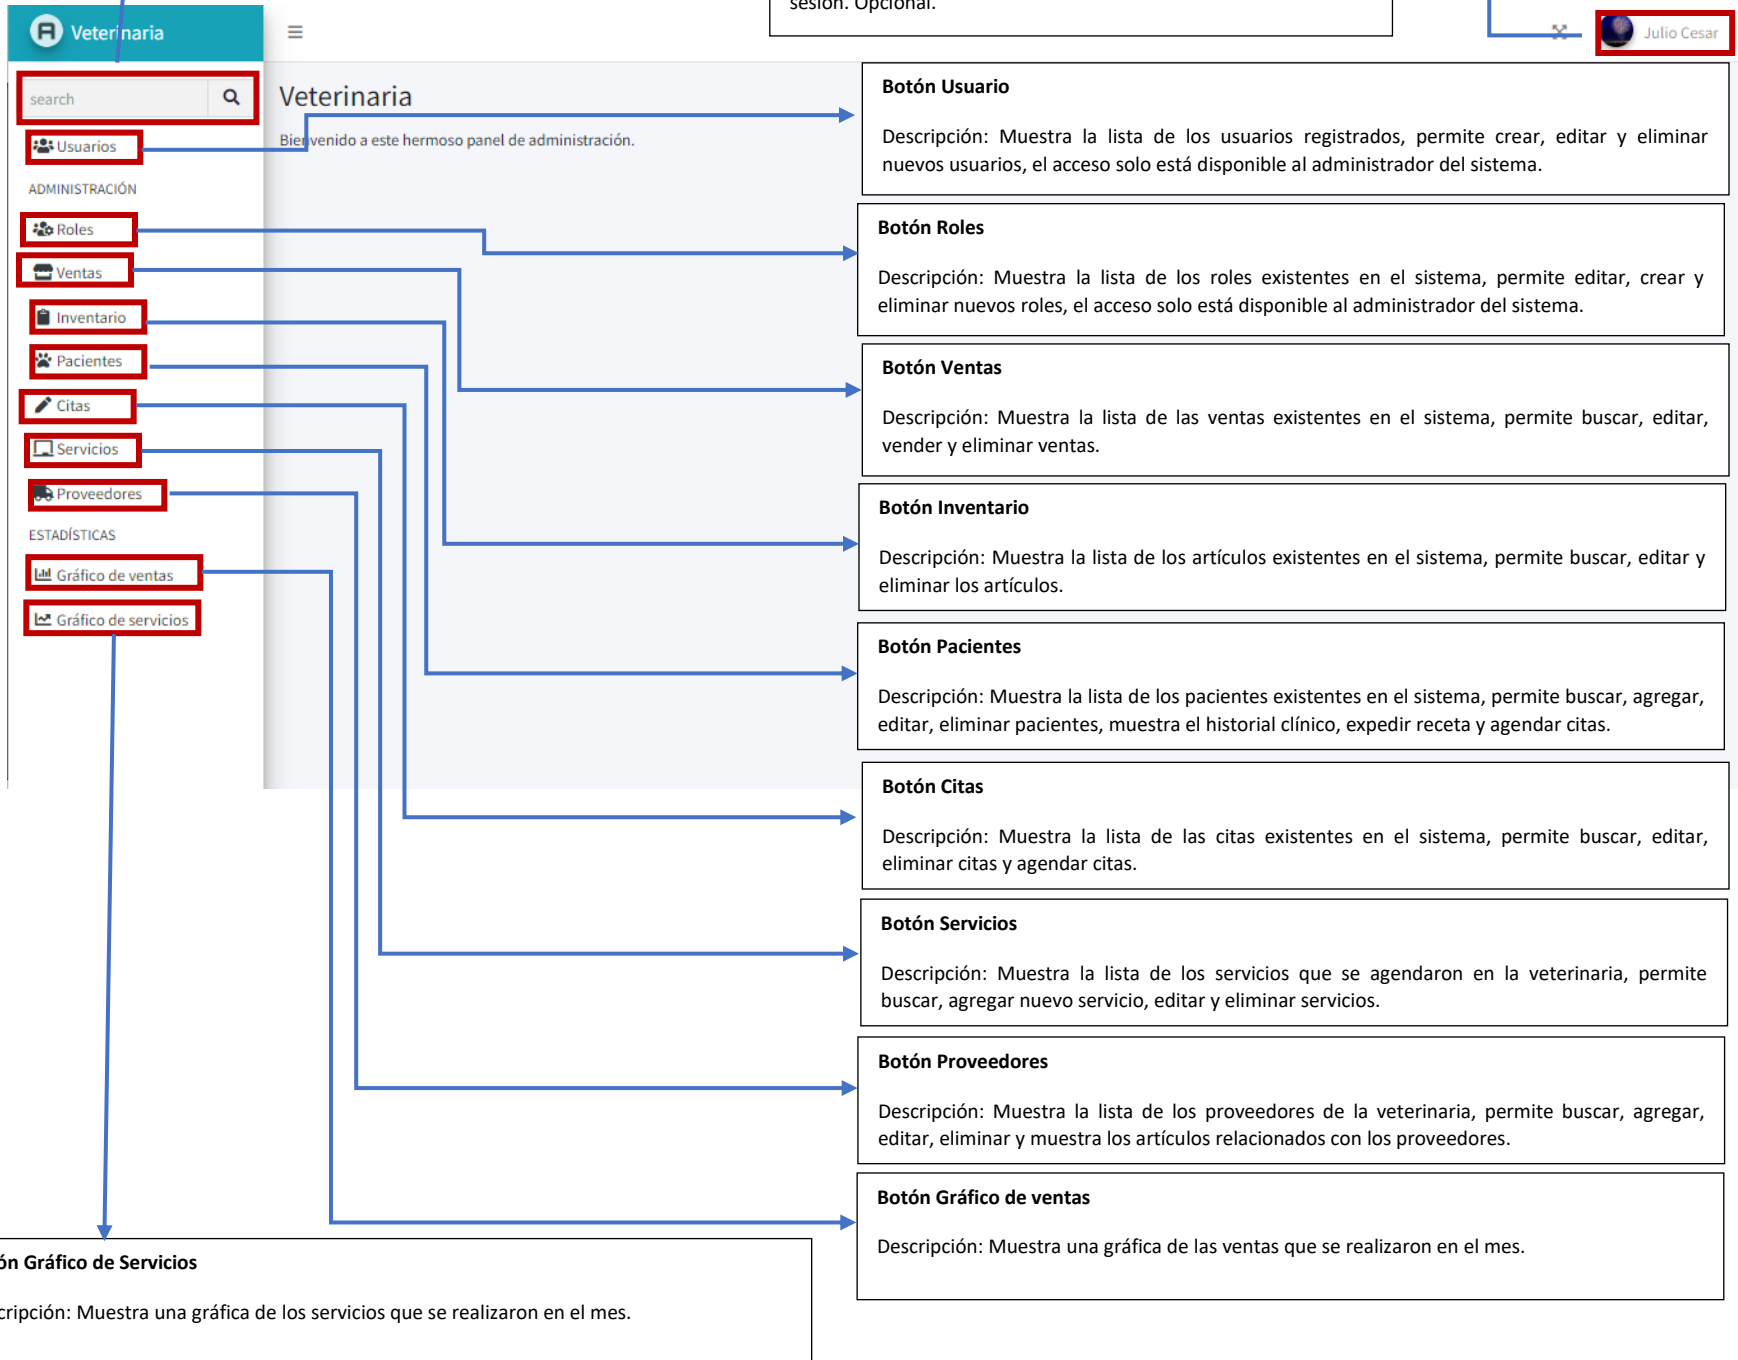 sesión. Opcional.
Veterinaria
Julio Cesar
search
Usuarios
ADMINISTRACIÓN
Roles
Ventas
Inventario
Pacientes
Citas
Servicios
Proveedores
ESTADÍSTICAS
Gráfico de ventas
Gráfico de servicios
Veterinaria
Bienvenido a este hermoso panel de administración.
Botón Usuario
Descripción: Muestra la lista de los usuarios registrados, permite crear, editar y eliminar
nuevos usuarios, el acceso solo está disponible al administrador del sistema.
Botón Roles
Descripción: Muestra la lista de los roles existentes en el sistema, permite editar, crear y
eliminar nuevos roles, el acceso solo está disponible al administrador del sistema.
Botón Ventas
Descripción: Muestra la lista de las ventas existentes en el sistema, permite buscar, editar,
vender y eliminar ventas.
Botón Inventario
Descripción: Muestra la lista de los artículos existentes en el sistema, permite buscar, editar y
eliminar los artículos.
Botón Pacientes
Descripción: Muestra la lista de los pacientes existentes en el sistema, permite buscar, agregar,
editar, eliminar pacientes, muestra el historial clínico, expedir receta y agendar citas.
Botón Citas
Descripción: Muestra la lista de las citas existentes en el sistema, permite buscar, editar,
eliminar citas y agendar citas.
Botón Servicios
Descripción: Muestra la lista de los servicios que se agendaron en la veterinaria, permite
buscar, agregar nuevo servicio, editar y eliminar servicios.
Botón Proveedores
Descripción: Muestra la lista de los proveedores de la veterinaria, permite buscar, agregar,
editar, eliminar y muestra los artículos relacionados con los proveedores.
Botón Gráfico de ventas
Descripción: Muestra una gráfica de las ventas que se realizaron en el mes.
ón Gráfico de Servicios
cripción: Muestra una gráfica de los servicios que se realizaron en el mes.